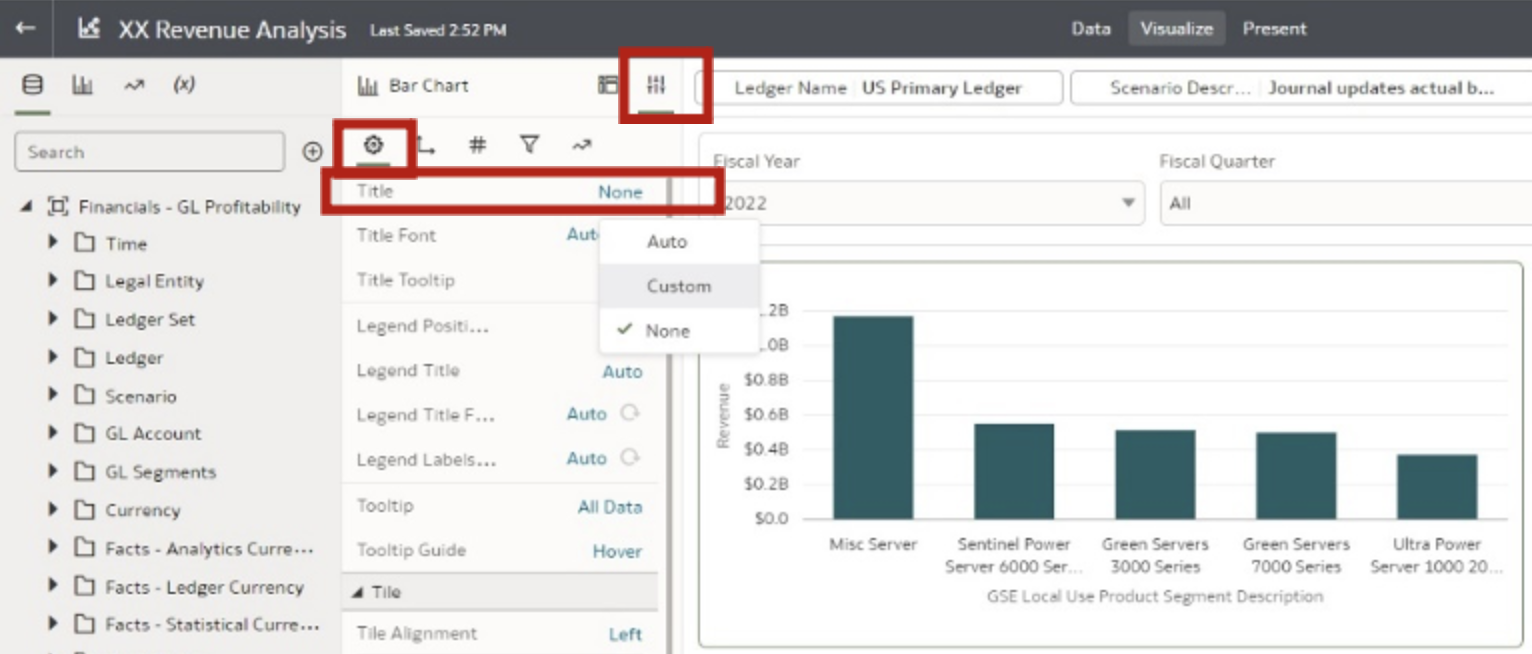 XX Revenue Analysis Last Saved 2:52 PM Data Visualize Present
(x) Bar Chart Ledger Name US Primary Ledger Scenario Descr... Journal updates actual b...
Search
#
Financials - GL Profitability
Time
Legal Entity
Ledger Set
Ledger
Scenario
GL Account
GL Segments
Currency
Facts - Analytics Curre...
Facts - Ledger Currency
Facts - Statistical Curre...
Title None
Title Font
Title Tooltip
Legend Positi...
Legend Title Auto
Legend Title F... Auto
Legend Labels... Auto
Tooltip All Data
Tooltip Guide Hover
Tile
Tile Alignment Left
Auto
Custom
None
Fiscal Year
2022
Fiscal Quarter
All
$0.8B
$0.6B
$0.4B
$0.2B
$0.0
Revenue
Misc Server
Sentinel Power
Server 6000 Ser...
Green Servers
3000 Series
Green Servers
7000 Series
Ultra Power
Server 1000 20...
GSE Local Use Product Segment Description